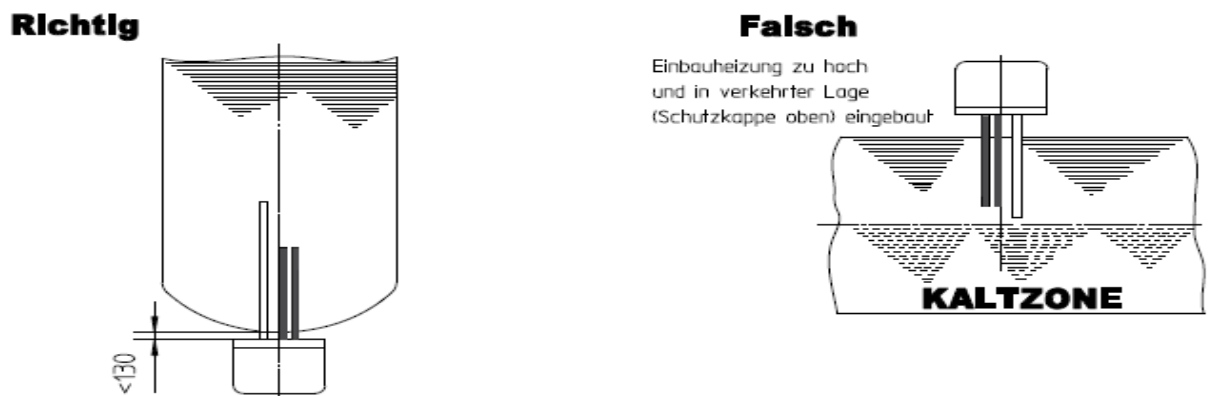 Richtig
<130
Falsch
Einbauheizung zu hoch
und in verkehrter Lage
(Schutzkappe oben) eingebaut
KALTZONE